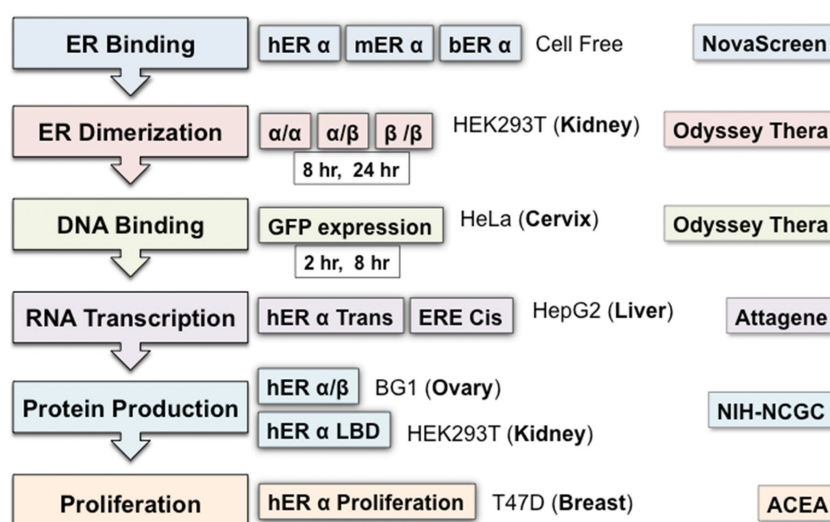 ER Binding hER α mER α bER α Cell Free NovaScreen
ER Dimerization α/α α/β β /β HEK293T (Kidney) Odyssey Thera
8 hr, 24 hr
DNA Binding GFP expression HeLa (Cervix) Odyssey Thera
2 hr, 8 hr
RNA Transcription hER α Trans ERE Cis HepG2 (Liver) Attagene
Protein Production hER α/β BG1 (Ovary) NIH-NCGC
hER α LBD HEK293T (Kidney)
Proliferation hER α Proliferation T47D (Breast) ACEA